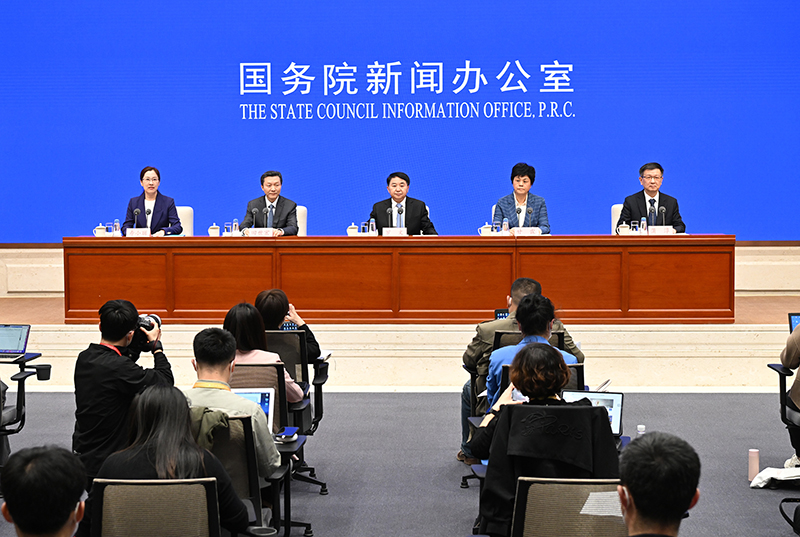 国务院新闻办公室
THE STATE COUNCIL INFORMATION OFFICE, P.R.C.